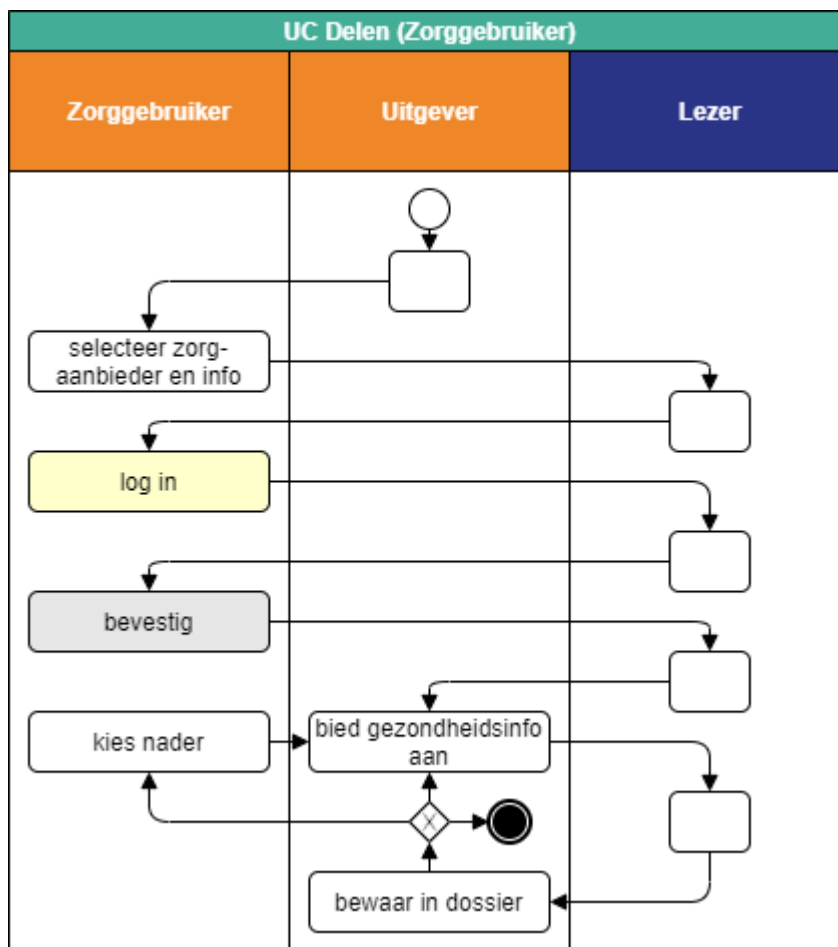 UC Delen (Zorggebruiker)
Zorggebruiker
Uitgever
Lezer
selecteer zorg-
aanbieder en info
log in
bevestig
kies nader
bied gezondheidsinfo
aan
X
bewaar in dossier